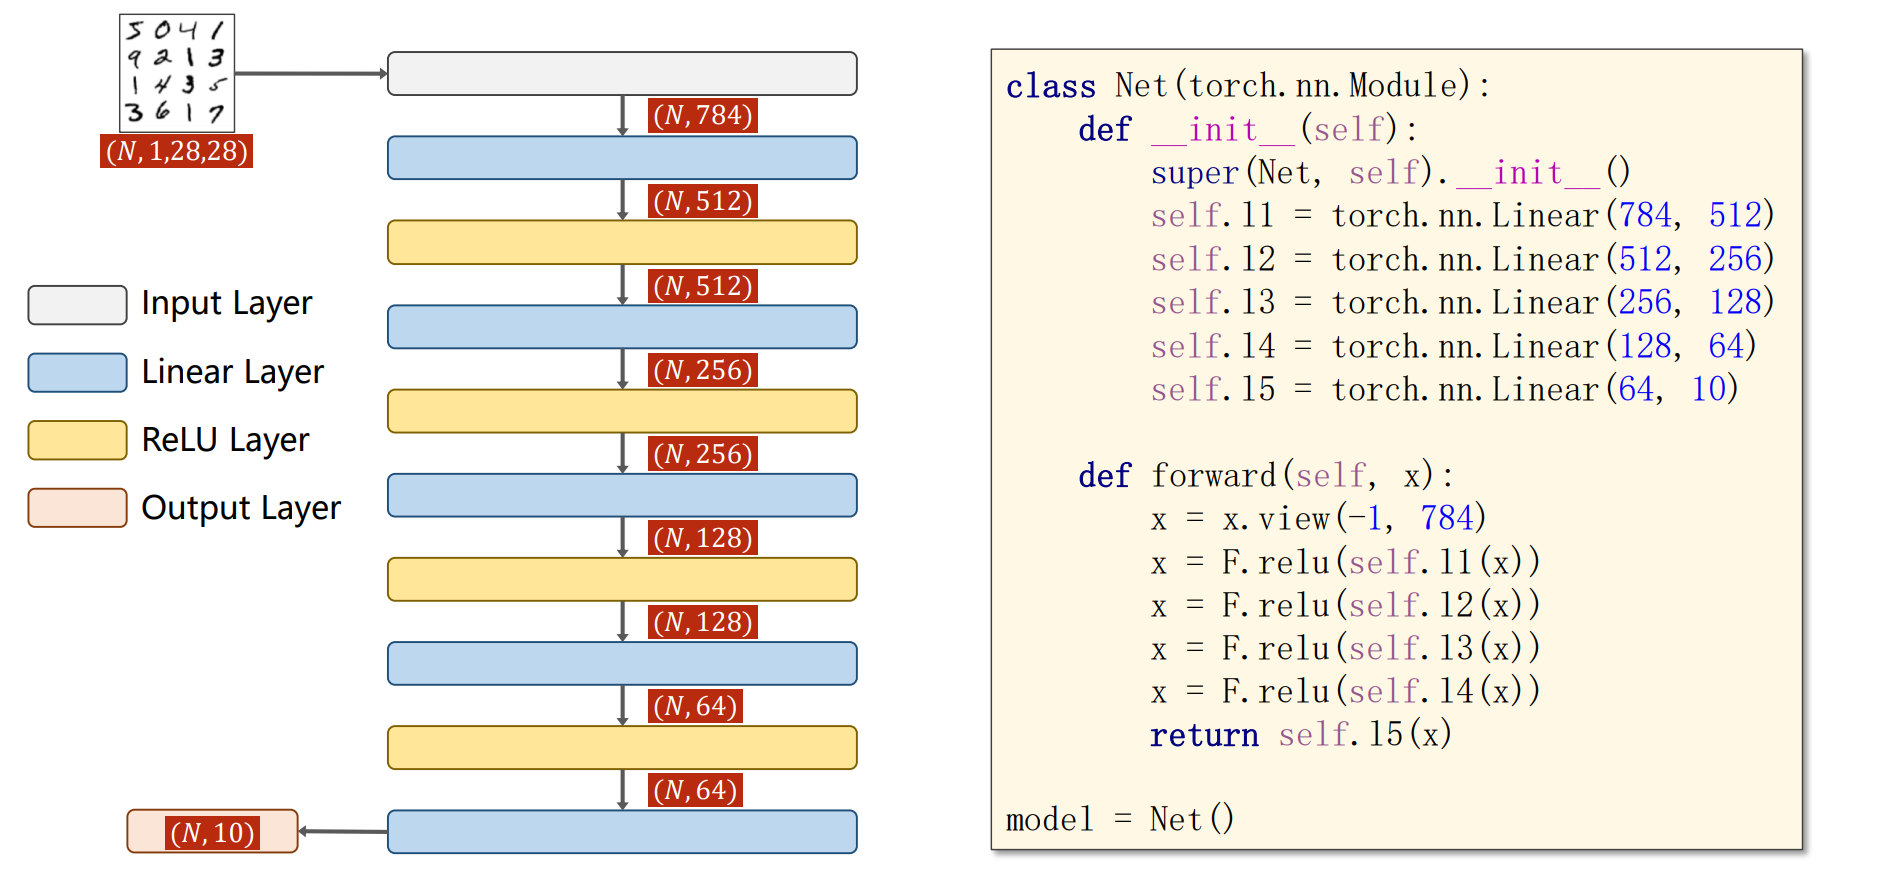 5 0 4 1
9 2 1 3
1 4 3 5
3 6 1 7
(N, 1,28,28)
(N, 784)
(N, 512)
(N, 512)
(N, 256)
(N, 256)
(N, 128)
(N, 128)
(N, 64)
(N, 64)
(N, 10)
Input Layer
Linear Layer
ReLU Layer
Output Layer
class Net(torch.nn.Module):
    def __init__(self):
        super(Net, self).__init__()
        self.l1 = torch.nn.Linear(784, 512)
        self.l2 = torch.nn.Linear(512, 256)
        self.l3 = torch.nn.Linear(256, 128)
        self.l4 = torch.nn.Linear(128, 64)
        self.l5 = torch.nn.Linear(64, 10)
    def forward(self, x):
        x = x.view(-1, 784)
        x = F.relu(self.l1(x))
        x = F.relu(self.l2(x))
        x = F.relu(self.l3(x))
        x = F.relu(self.l4(x))
        return self.l5(x)
model = Net()